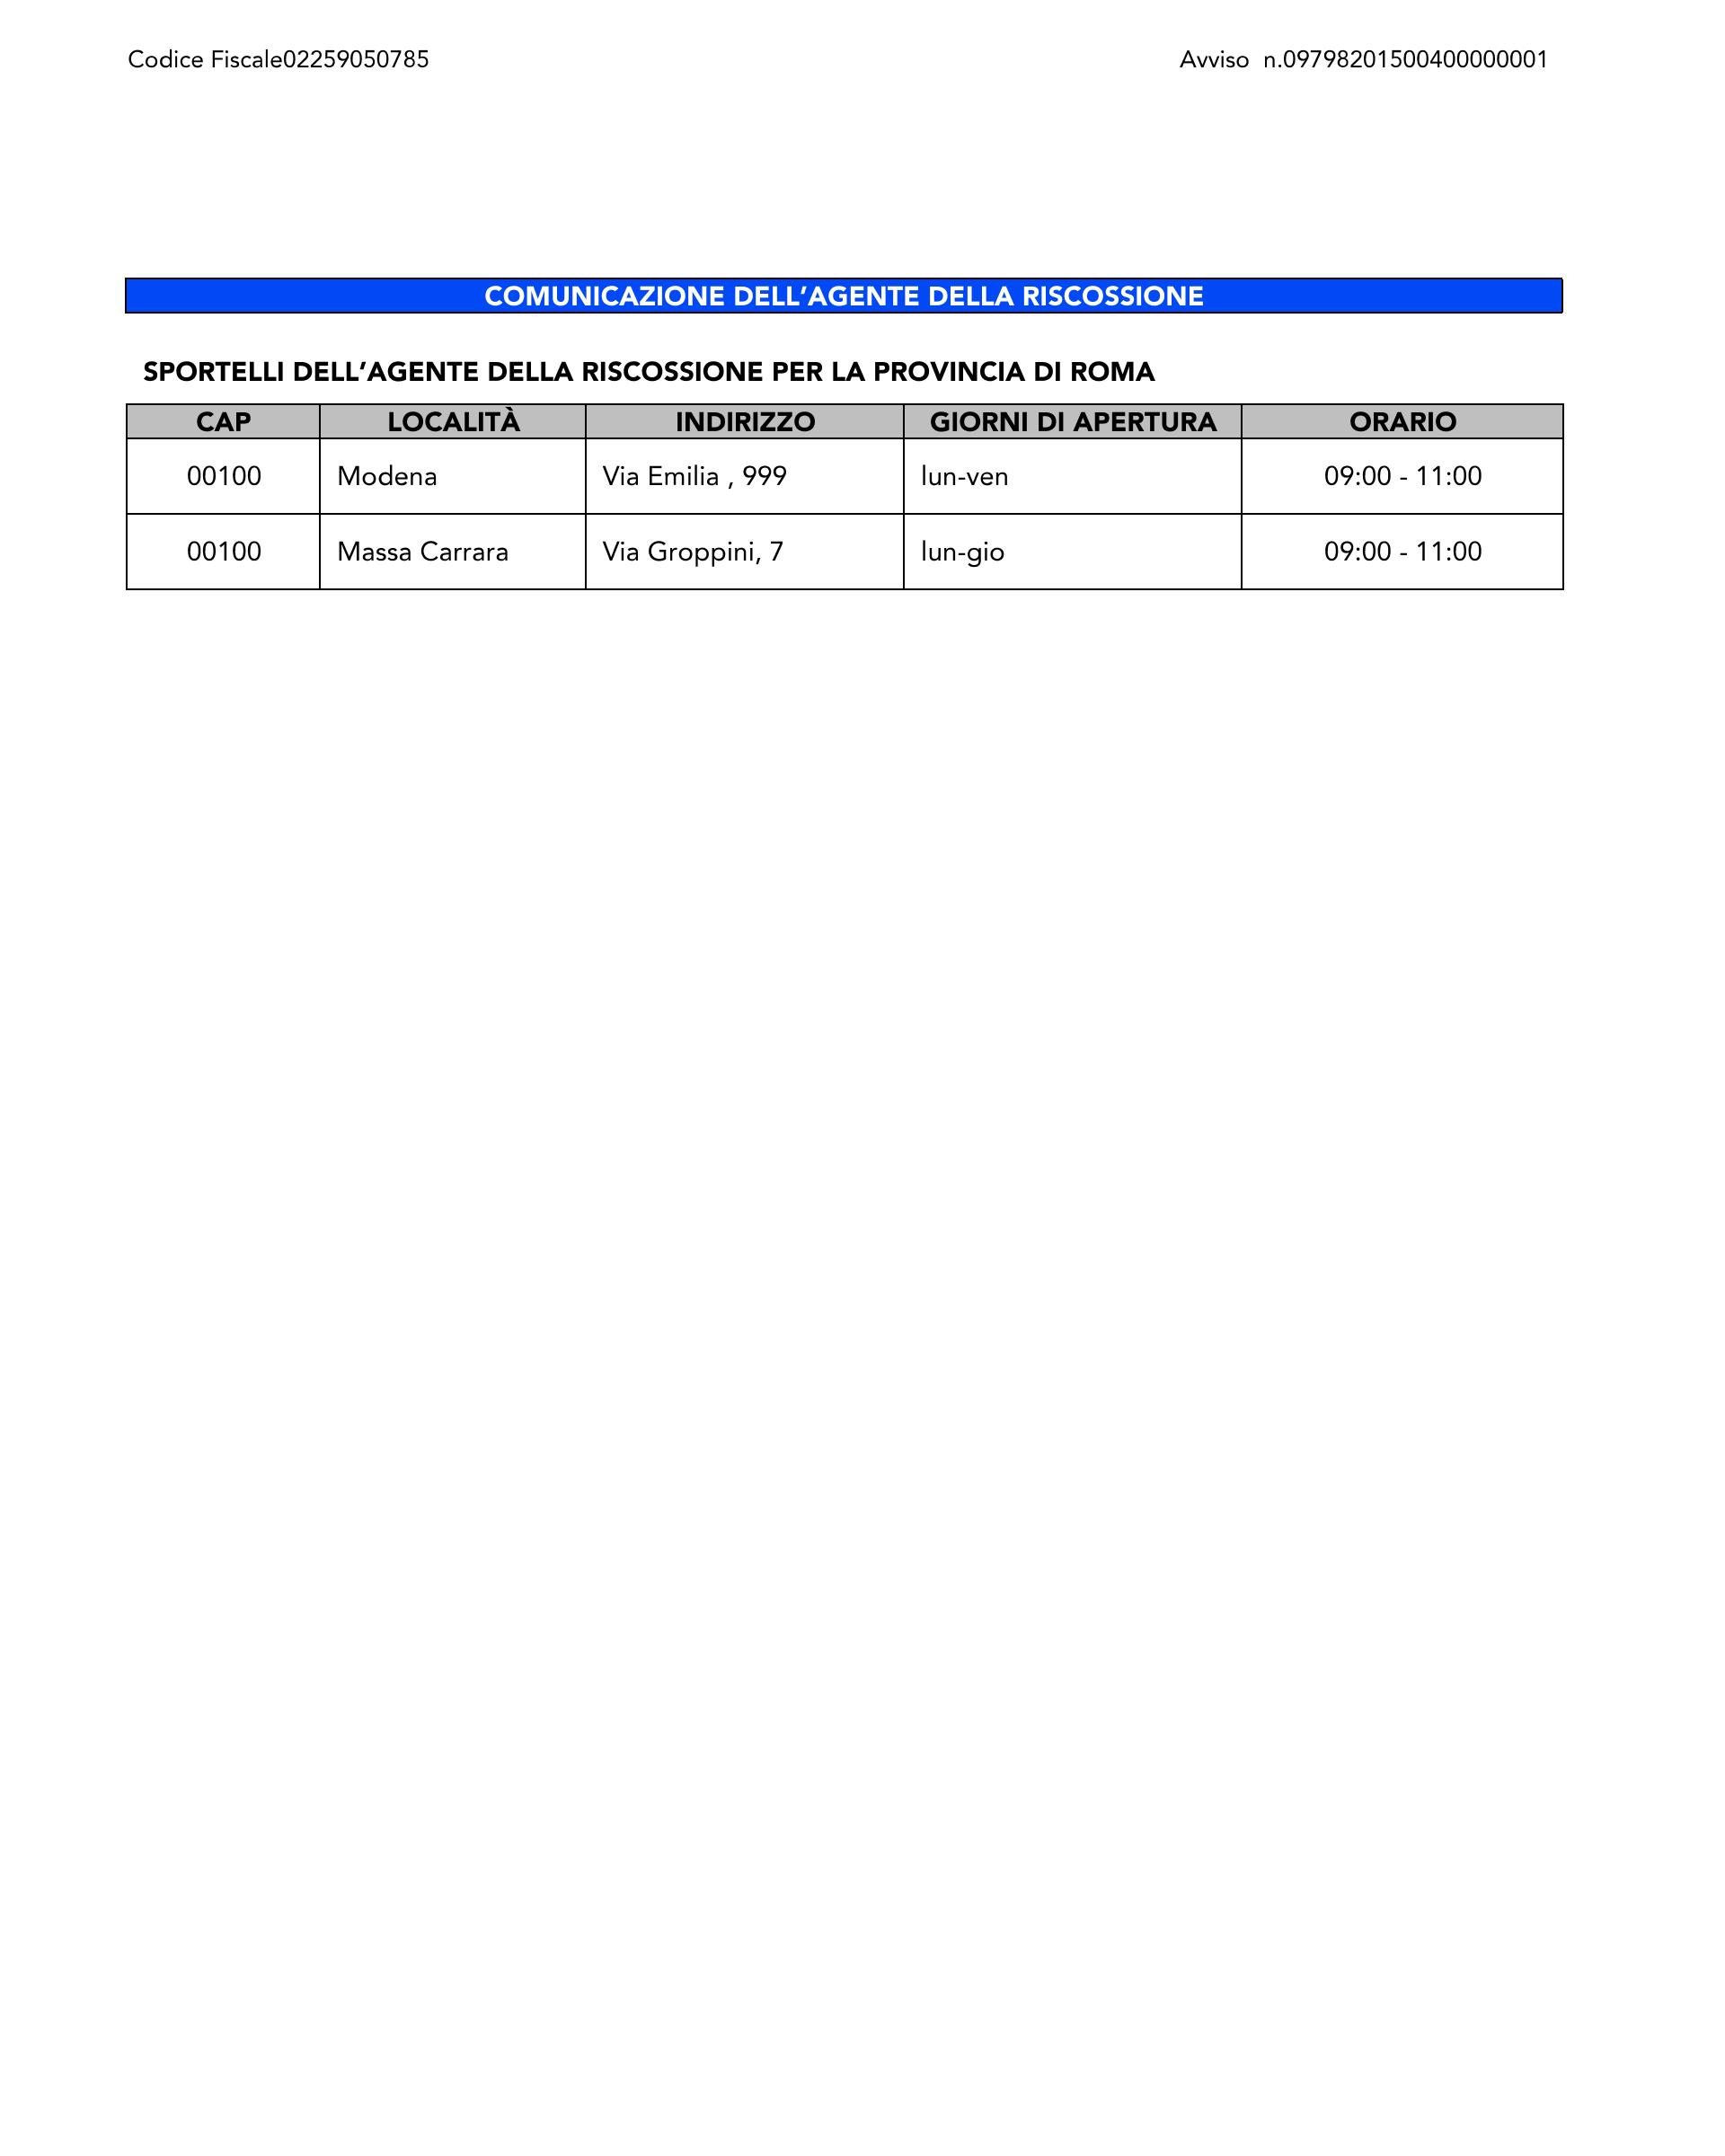 Codice Fiscale02259050785 Avviso n.09798201500400000001
COMUNICAZIONE DELL’AGENTE DELLA RISCOSSIONE
SPORTELLI DELL’AGENTE DELLA RISCOSSIONE PER LA PROVINCIA DI ROMA
CAP LOCALITÀ INDIRIZZO GIORNI DI APERTURA ORARIO
00100 Modena Via Emilia , 999 lun-ven 09:00 - 11:00
00100 Massa Carrara Via Groppini, 7 lun-gio 09:00 - 11:00